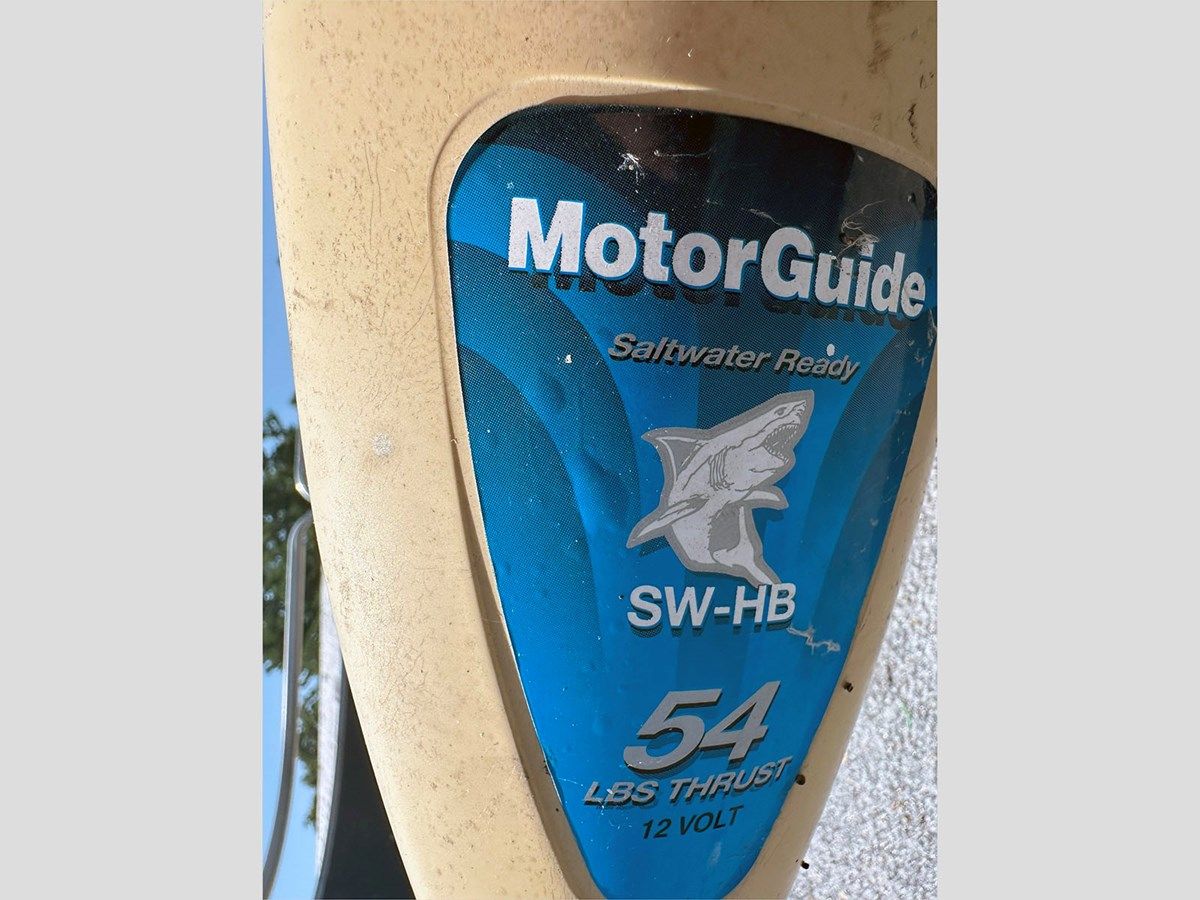 MotorGuide
Saltwater Ready
SW-HB
54
LBS THRUST
12 VOLT